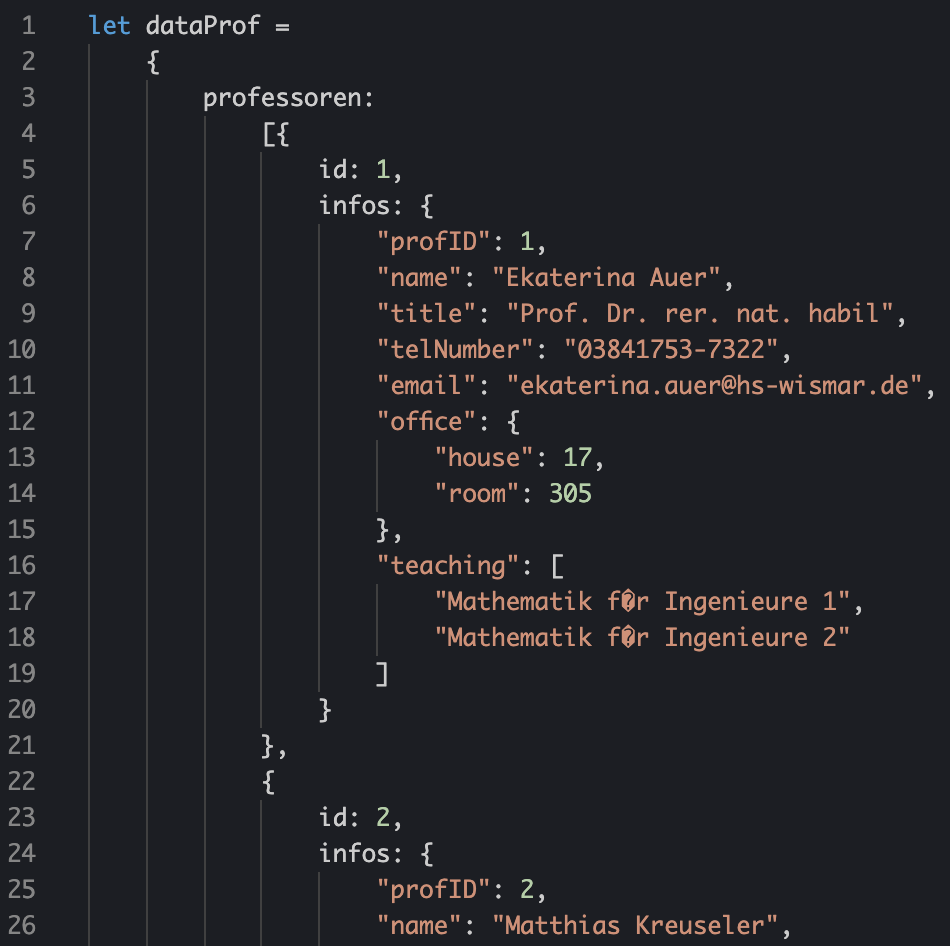 1 let dataProf =
2 {
3 professoren:
4 [{
5 id: 1,
6 infos: {
7 "profID": 1,
8 "name": "Ekaterina Auer",
9 "title": "Prof. Dr. rer. nat. habil",
10 "telNumber": "03841753-7322",
11 "email": "ekaterina.auer@hs-wismar.de",
12 "office": {
13 "house": 17,
14 "room": 305
15 },
16 "teaching": [
17 "Mathematik f�r Ingenieure 1",
18 "Mathematik f�r Ingenieure 2"
19 ]
20 }
21 },
22 {
23 id: 2,
24 infos: {
25 "profID": 2,
26 "name": "Matthias Kreuseler",